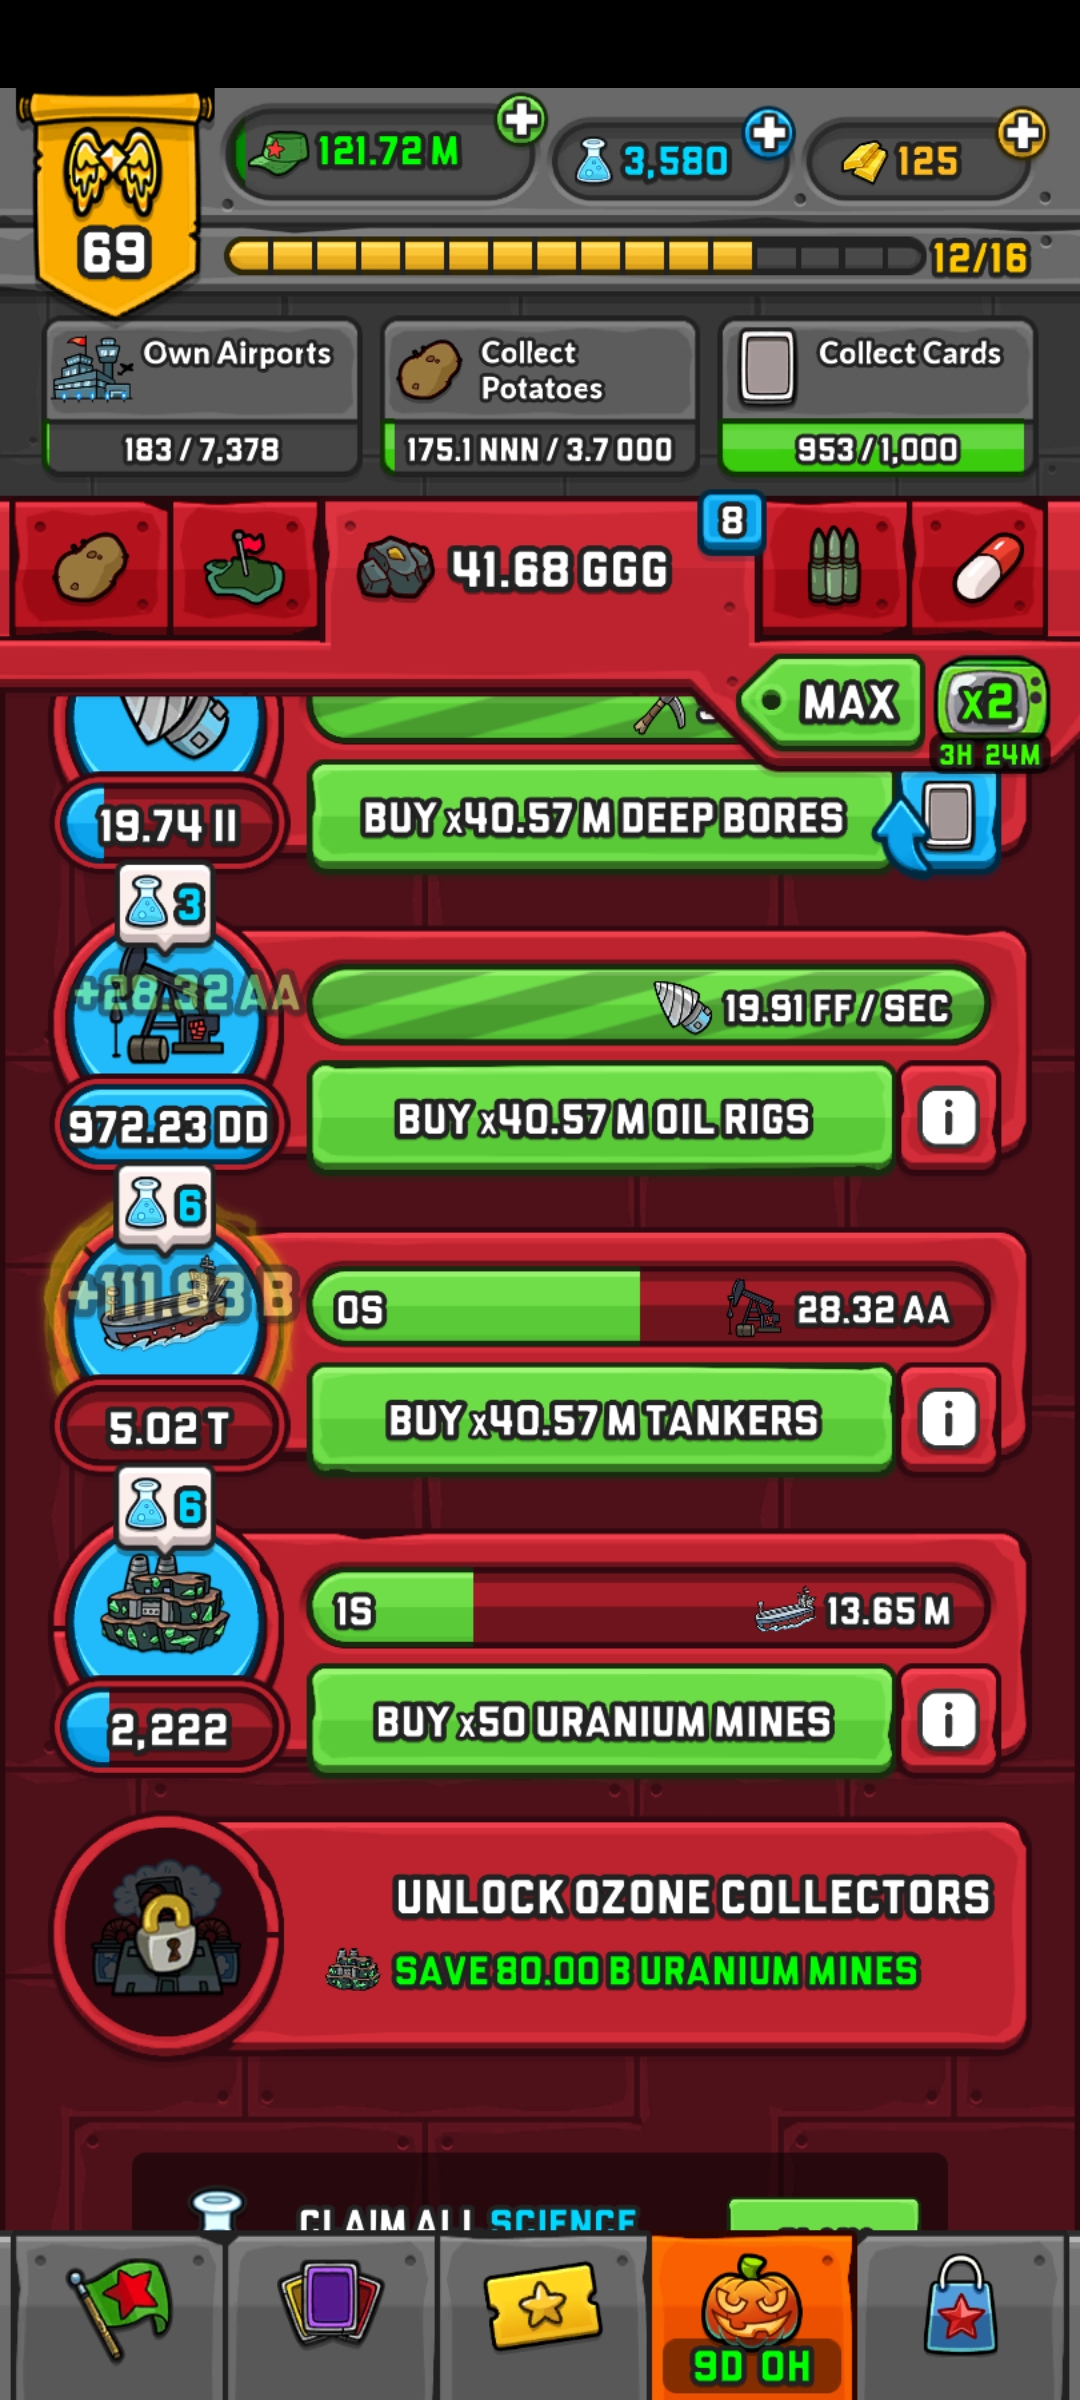 121.72 M
3,580
125
69
12/16
Own Airports
183 / 7,378
Collect
Potatoes
175.1 NNN / 3.7 OOO
Collect Cards
953 / 1,000
41.68 GGG
8
MAX
x2
3H 24M
19.74 II
BUY x40.57 M DEEP BORES
3
+28.32 AA
19.91 FF / SEC
972.23 DD
BUY x40.57 M OIL RIGS
i
6
+111.83 B
0S
28.32 AA
5.02 T
BUY x40.57 M TANKERS
i
6
1S
13.65 M
2,222
BUY x50 URANIUM MINES
i
UNLOCK OZONE COLLECTORS
SAVE 80.00 B URANIUM MINES
CLAIM ALL SCIENCE
9D 0H